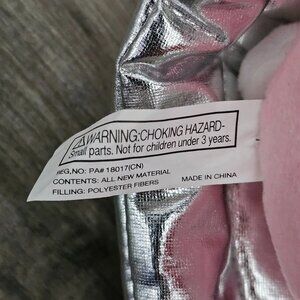 ⚠WARNING:CHOKING HAZARD-
Small parts. Not for children under 3 years.
REG.NO: PA# 18017(CN)
CONTENTS: ALL NEW MATERIAL
FILLING: POLYESTER FIBERS
MADE IN CHINA